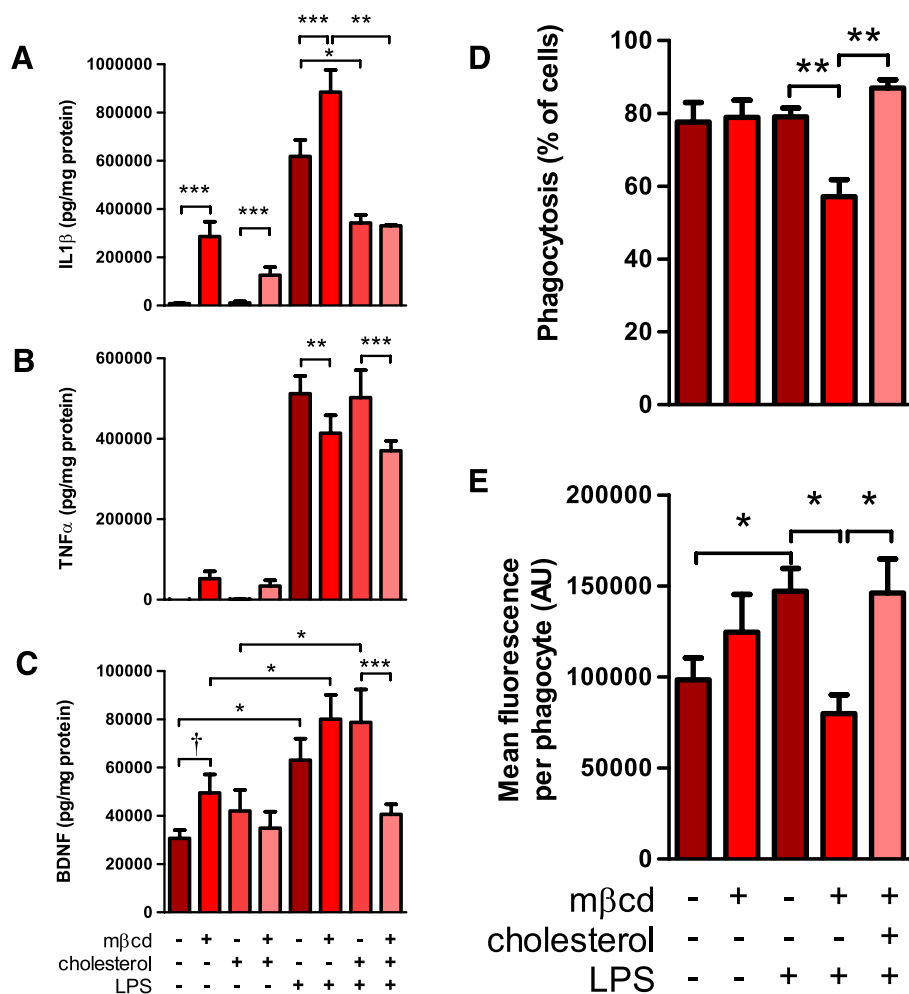 A
IL1β (pg/mg protein)
1000000
800000
600000
400000
200000
0
***
***
***
**
*
B
TNFα (pg/mg protein)
600000
400000
200000
0
**
***
C
BDNF (pg/mg protein)
100000
80000
60000
40000
20000
0
†
*
*
*
***
mβcd - + - + - + - +
cholesterol - - + + - - + +
LPS - - - - + + + +
D
Phagocytosis (% of cells)
100
80
60
40
20
0
**
**
E
Mean fluorescence
per phagocyte (AU)
200000
150000
100000
50000
0
*
*
*
mβcd - + - + +
cholesterol - - - - +
LPS - - + + +